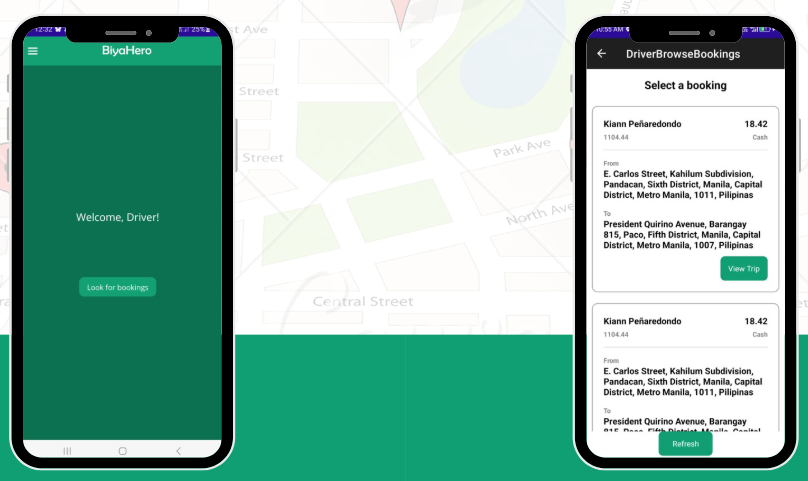 12:32
25%
BiyaHero
Welcome, Driver!
Look for bookings
St Ave
Street
Street
Park Ave
North Ave
Central Street
10:55 AM
DriverBrowseBookings
Select a booking
Kiann Peñaredondo 18.42
1104.44 Cash
From
E. Carlos Street, Kahilum Subdivision,
Pandacan, Sixth District, Manila, Capital
District, Metro Manila, 1011, Pilipinas
To
President Quirino Avenue, Barangay
815, Paco, Fifth District, Manila, Capital
District, Metro Manila, 1007, Pilipinas
View Trip
Kiann Peñaredondo 18.42
1104.44 Cash
From
E. Carlos Street, Kahilum Subdivision,
Pandacan, Sixth District, Manila, Capital
District, Metro Manila, 1011, Pilipinas
To
President Quirino Avenue, Barangay
815, Paco, Fifth District, Manila, Capital
Refresh